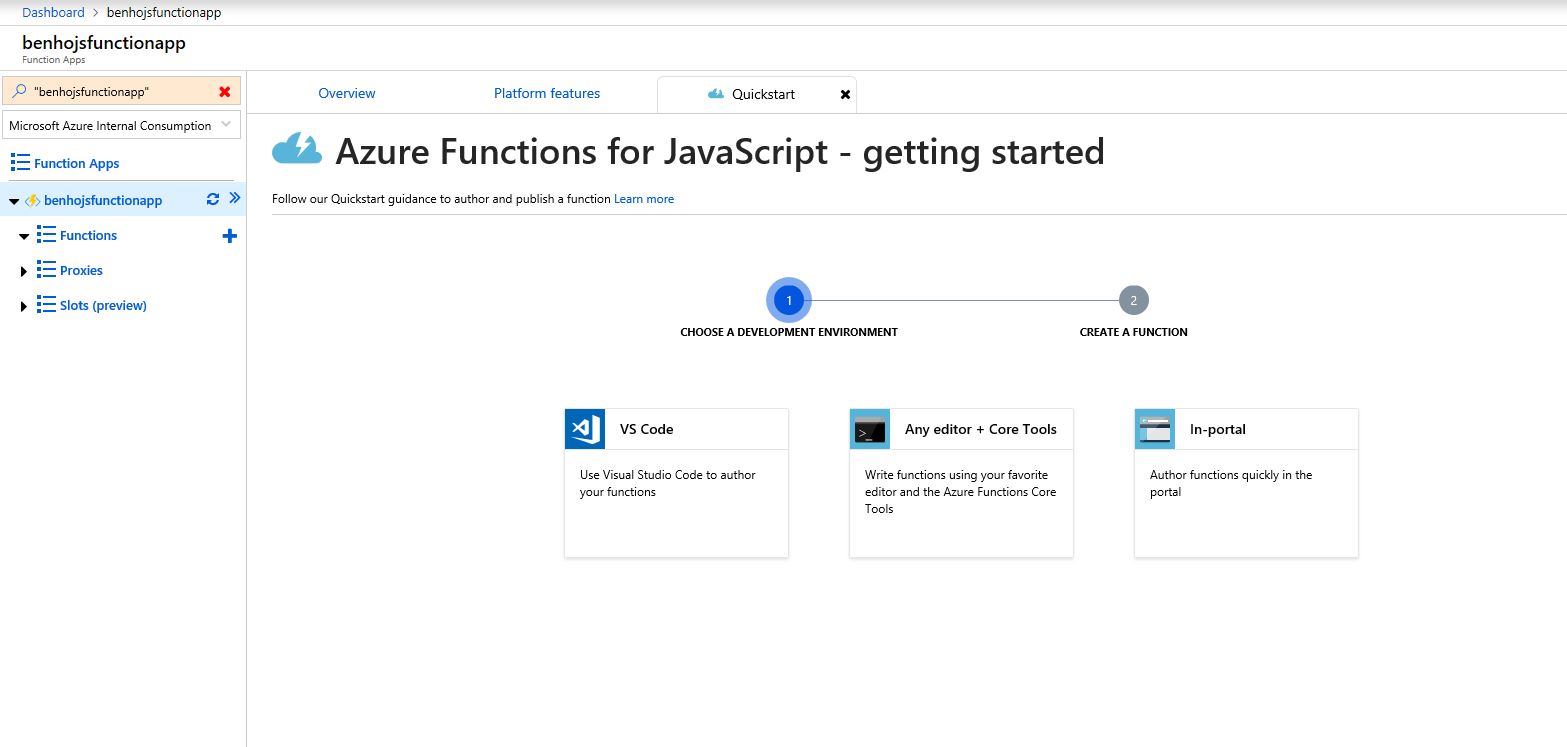 Dashboard > benhojsfunctionapp
benhojsfunctionapp
Function Apps
"benhojsfunctionapp"
Microsoft Azure Internal Consumption
Function Apps
benhojsfunctionapp
Functions
Proxies
Slots (preview)
Overview
Platform features
Quickstart
Azure Functions for JavaScript - getting started
Follow our Quickstart guidance to author and publish a function Learn more
1
2
CHOOSE A DEVELOPMENT ENVIRONMENT
CREATE A FUNCTION
VS Code
Use Visual Studio Code to author
your functions
Any editor + Core Tools
Write functions using your favorite
editor and the Azure Functions Core
Tools
In-portal
Author functions quickly in the
portal